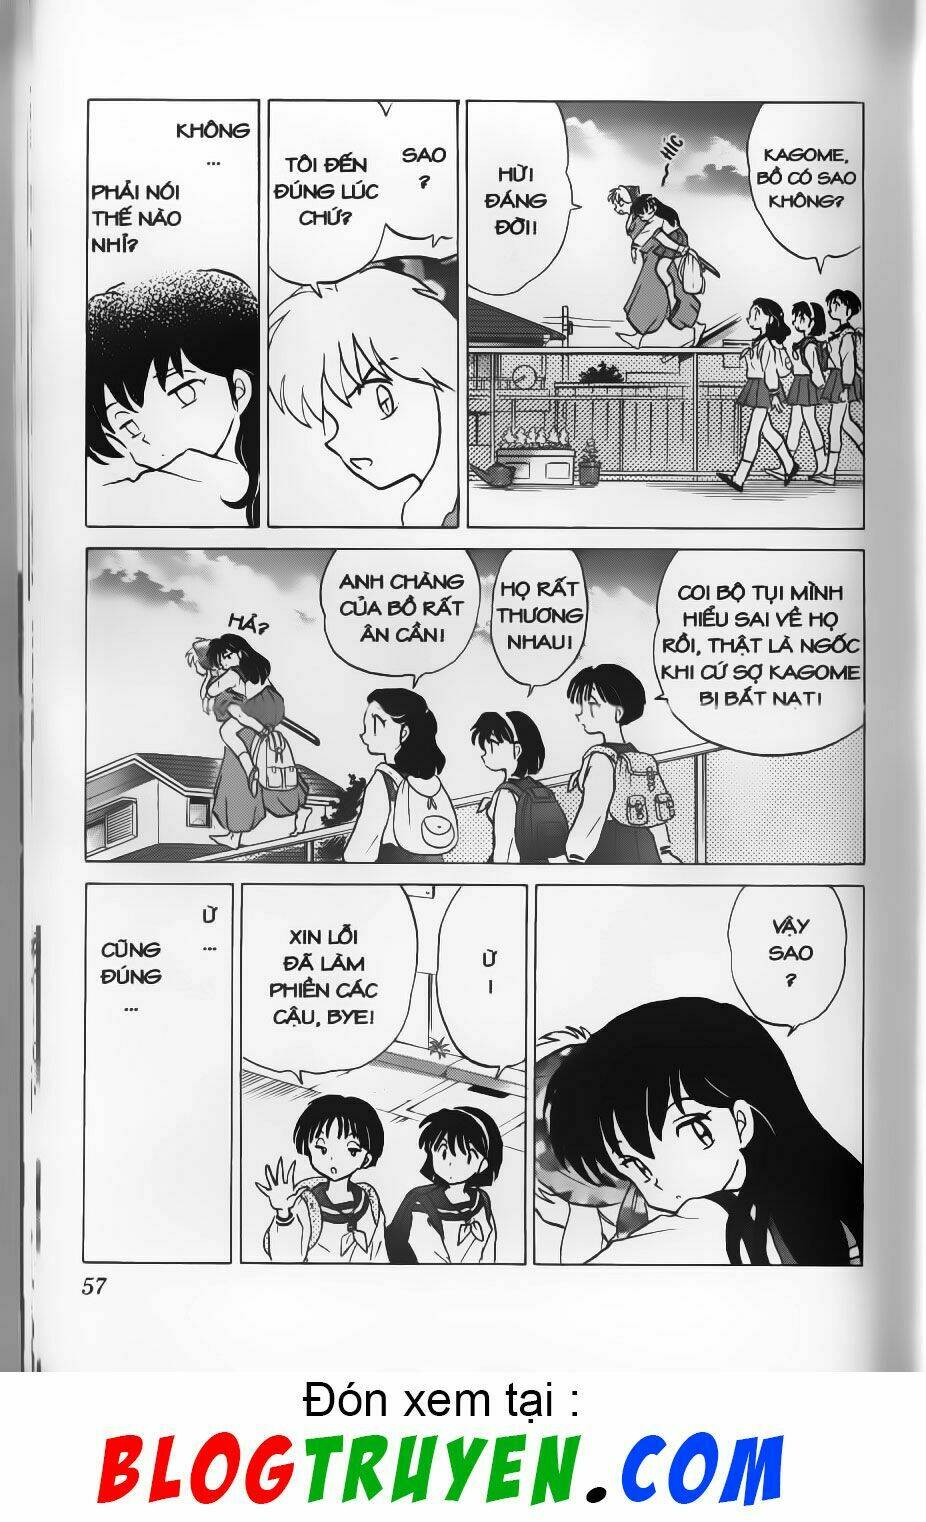 KAGOME,
BỒ CÓ SAO
KHÔNG?
HÍC
HỨI
ĐÁNG
ĐỜI!
SAO
?
TÔI ĐẾN
ĐÚNG LÚC
CHỨ?
KHÔNG
...
PHẢI NÓI
THẾ NÀO
NHỈ?
COI BỘ TỤI MÌNH
HIỂU SAI VỀ HỌ
RỒI, THẬT LÀ NGỐC
KHI CỨ SỢ KAGOME
BỊ BẮT NẠT!
HỌ RẤT
THƯƠNG
NHAU!
ANH CHÀNG
CỦA BỒ RẤT
ÂN CẦN!
HẢ?
VẬY
SAO
?
Ừ
!
XIN LỖI
ĐÃ LÀM
PHIỀN CÁC
CẬU, BYE!
Ừ
...
CŨNG
ĐÚNG
...
57
Đón xem tại :
BLOGTRUYEN.COM